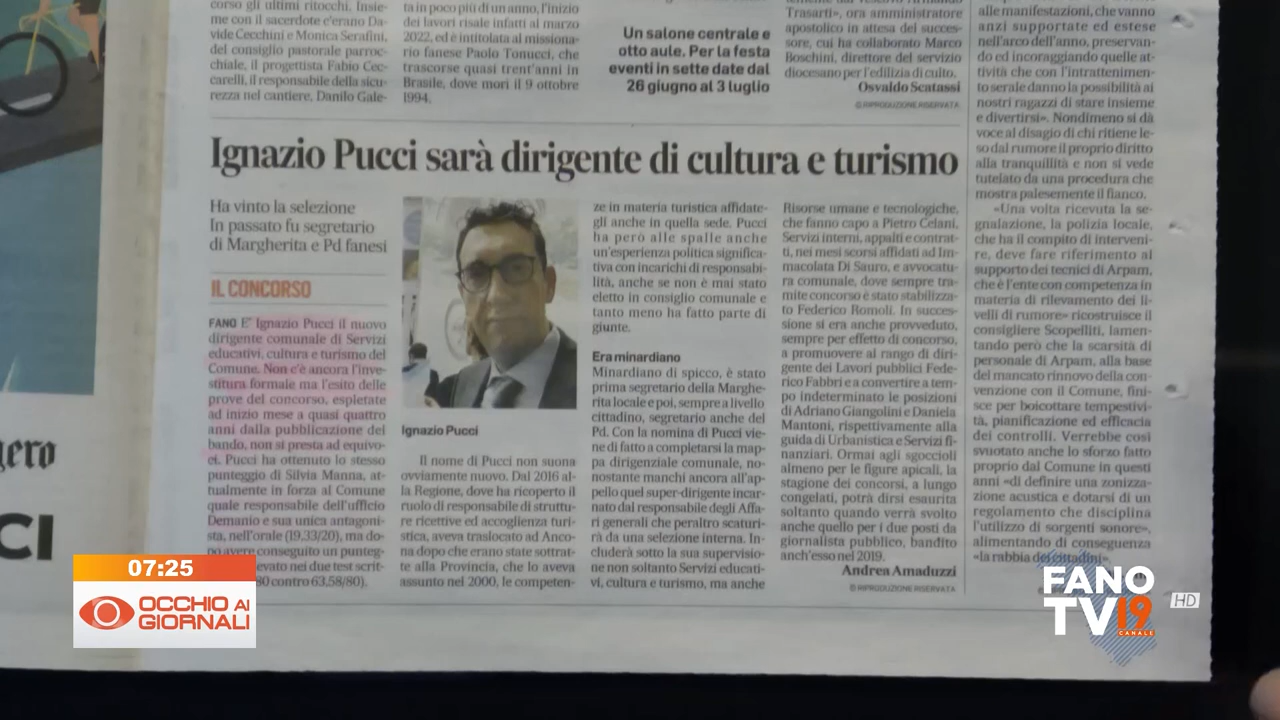 corso gli ultimi ritocchi. Insie-
me con il sacerdote c'erano Da-
vide Cecchini e Monica Serafini,
del consiglio pastorale parroc-
chiale, il progettista Fabio Cec-
carelli, il responsabile della sicu-
rezza nel cantiere, Danilo Gale-
ta in poco più di un anno, l'inizio
dei lavori risale infatti al marzo
2022, ed è intitolata al missiona-
rio fanese Paolo Tonucci, che
trascorse quasi trent'anni in
Brasile, dove morì il 9 ottobre
1994.
Un salone centrale e
otto aule. Per la festa
eventi in sette date dal
26 giugno al 3 luglio
Trasarti», ora amministratore
apostolico in attesa del succes-
sore, cui ha collaborato Marco
Boschini, direttore del servizio
diocesano per l'edilizia di culto.
Osvaldo Scatassi
© RIPRODUZIONE RISERVATA
alle manifestazioni, che vanno
anzi supportate ed estese
nell'arco dell'anno, preservan-
do ed incoraggiando quelle at-
tività che con l'intrattenimen-
to serale danno la possibilità ai
nostri ragazzi di stare insieme
e divertirsi». Nondimeno si dà
voce al disagio di chi ritiene le-
so dal rumore il proprio diritto
alla tranquillità e non si vede
tutelato da una procedura che
mostra palesemente il fianco.
«Una volta ricevuta la se-
gnalazione, la polizia locale,
che ha il compito di interveni-
re, deve fare riferimento al
supporto dei tecnici di Arpam,
che è l'ente con competenza in
materia di rilevamento dei li-
velli di rumore» ricostruisce il
consigliere Scopelliti, lamen-
tando però che la scarsità di
personale di Arpam, alla base
del mancato rinnovo della con-
venzione con il Comune, fini-
sce per boicottare tempestivi-
tà, pianificazione ed efficacia
dei controlli. Verrebbe così
svuotato anche lo sforzo fatto
proprio dal Comune in questi
anni «di definire una zonizza-
zione acustica e dotarsi di un
regolamento che disciplina
l'utilizzo di sorgenti sonore»,
alimentando di conseguenza
«la rabbia dei cittadini».
Ignazio Pucci sarà dirigente di cultura e turismo
Ha vinto la selezione
In passato fu segretario
di Margherita e Pd fanesi
IL CONCORSO
FANO E' Ignazio Pucci il nuovo
dirigente comunale di Servizi
educativi, cultura e turismo del
Comune. Non c'è ancora l'inve-
stitura formale ma l'esito delle
prove del concorso, espletate
ad inizio mese a quasi quattro
anni dalla pubblicazione del
bando, non si presta ad equivo-
ci. Pucci ha ottenuto lo stesso
punteggio di Silvia Manna, at-
tualmente in forza al Comune
quale responsabile dell'ufficio
Demanio e sua unica antagoni-
sta, nell'orale (19,33/20), ma do-
po avere conseguito un punteg-
evato nei due test scrit-
80 contro 63,58/80).
Ignazio Pucci
Il nome di Pucci non suona
ovviamente nuovo. Dal 2016 al-
la Regione, dove ha ricoperto il
ruolo di responsabile di struttu-
re ricettive ed accoglienza turi-
stica, aveva traslocato ad Anco-
na dopo che erano state sottrat-
te alla Provincia, che lo aveva
assunto nel 2000, le competen-
ze in materia turistica affidate-
gli anche in quella sede. Pucci
ha però alle spalle anche
un'esperienza politica significa-
tiva con incarichi di responsabi-
lità, anche se non è mai stato
eletto in consiglio comunale e
tanto meno ha fatto parte di
giunte.
Era minardiano
Minardiano di spicco, è stato
prima segretario della Marghe-
rita locale e poi, sempre a livello
cittadino, segretario anche del
Pd. Con la nomina di Pucci vie-
ne di fatto a completarsi la map-
pa dirigenziale comunale, no-
nostante manchi ancora all'ap-
pello quel super-dirigente incar-
nato dal responsabile degli Affa-
ri generali che peraltro scaturi-
rà da una selezione interna. In-
cluderà sotto la sua supervisio-
ne non soltanto Servizi educati-
vi, cultura e turismo, ma anche
Risorse umane e tecnologiche,
che fanno capo a Pietro Celani,
Servizi interni, appalti e contrat-
ti, nei mesi scorsi affidati ad Im-
macolata Di Sauro, e avvocatu-
ra comunale, dove sempre tra-
mite concorso è stato stabilizza-
to Federico Romoli. In succes-
sione si era anche provveduto,
sempre per effetto di concorso,
a promuovere al rango di diri-
gente dei Lavori pubblici Fede-
rico Fabbri e a convertire a tem-
po indeterminato le posizioni
di Adriano Giangolini e Daniela
Mantoni, rispettivamente alla
guida di Urbanistica e Servizi fi-
nanziari. Ormai agli sgoccioli
almeno per le figure apicali, la
stagione dei concorsi, a lungo
congelati, potrà dirsi esaurita
soltanto quando verrà svolto
anche quello per i due posti da
giornalista pubblico, bandito
anch'esso nel 2019.
Andrea Amaduzzi
© RIPRODUZIONE RISERVATA
gero
CI
07:25
OCCHIO AI
GIORNALI
FANO
TV19
CANALE
HD